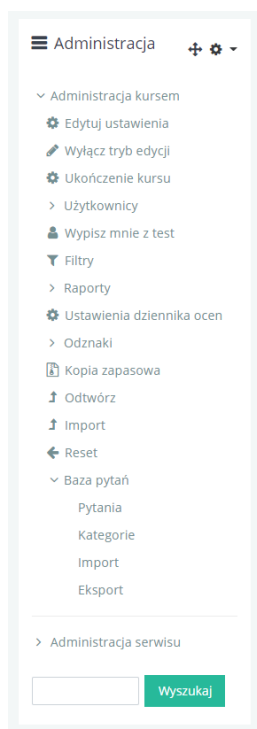 Administracja
Administracja kursem
Edytuj ustawienia
Wyłącz tryb edycji
Ukończenie kursu
Użytkownicy
Wypisz mnie z test
Filtry
Raporty
Ustawienia dziennika ocen
Odznaki
Kopia zapasowa
Odtwórz
Import
Reset
Baza pytań
Pytania
Kategorie
Import
Eksport
Administracja serwisu
Wyszukaj